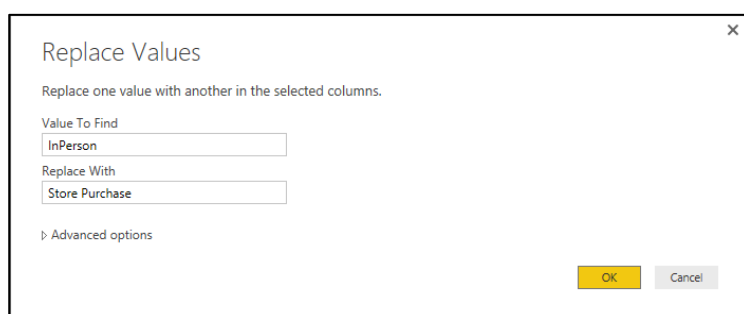 Replace Values
Replace one value with another in the selected columns.
Value To Find
InPerson
Replace With
Store Purchase
Advanced options
OK Cancel